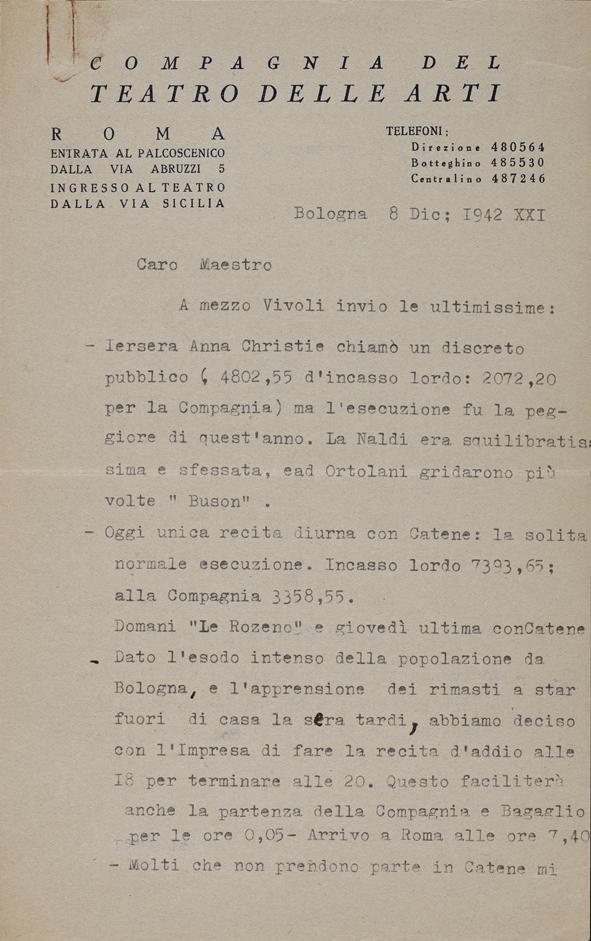 COMPAGNIA DEL
TEATRO DELLE ARTI
ROMA
ENTRATA AL PALCOSCENICO
DALLA VIA ABRUZZI 5
INGRESSO AL TEATRO
DALLA VIA SICILIA
TELEFONI:
Direzione 480564
Botteghino 485530
Centralino 487246
Bologna 8 Dic; I942 XXI
Caro Maestro
A mezzo Vivoli invio le ultimissime:
- Iersera Anna Christie chiamò un discreto
pubblico ( 4802,55 d'incasso lordo: 2072,20
per la Compagnia) ma l'esecuzione fu la peg-
giore di quest'anno. La Naldi era squilibratis
sima e sfessata, ead Ortolani gridarono più
volte " Buson" .
- Oggi unica recita diurna con Catene: la solita
normale esecuzione. Incasso lordo 7393,65;
alla Compagnia 3358,55.
Domani "Le Rozeno" e giovedì ultima conCatene
- Dato l'esodo intenso della popolazione da
Bologna, e l'apprensione dei rimasti a star
fuori di casa la sera tardi, abbiamo deciso
con l'Impresa di fare la recita d'addio alle
I8 per terminare alle 20. Questo faciliterà
anche la partenza della Compagnia e Bagaglio
per le ore 0,05- Arrivo a Roma alle ore 7,40
- Molti che non prendono parte in Catene mi